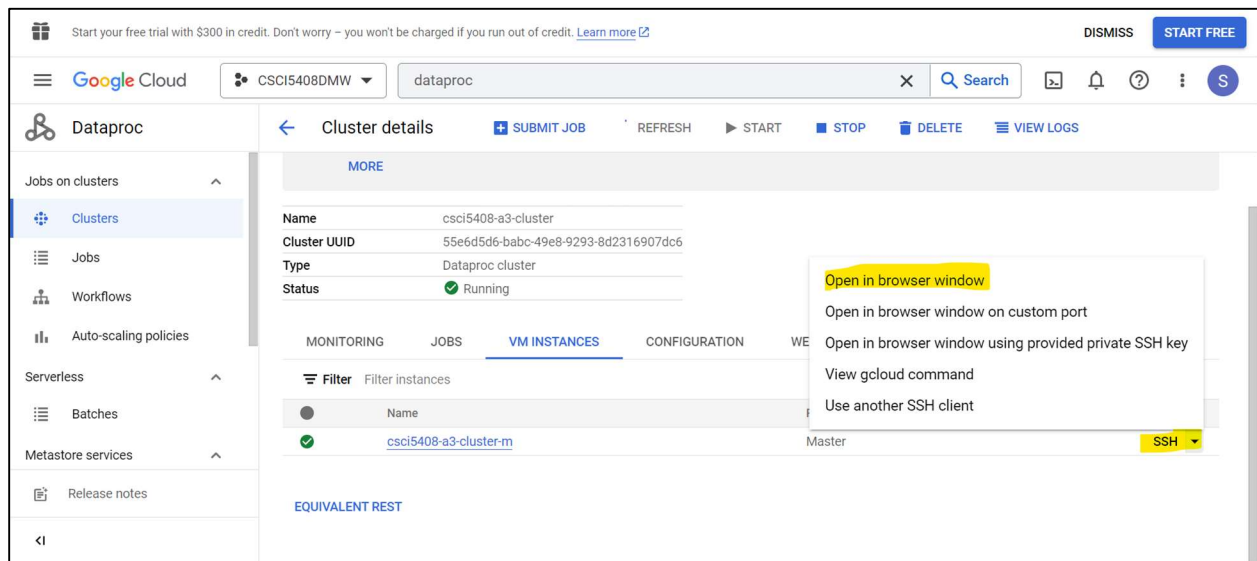 Start your free trial with $300 in credit. Don't worry – you won't be charged if you run out of credit. Learn more
DISMISS
START FREE
Google Cloud
CSCI5408DMW
dataproc
Search
S
Dataproc
Cluster details
SUBMIT JOB
REFRESH
START
STOP
DELETE
VIEW LOGS
MORE
Jobs on clusters
Clusters
Jobs
Workflows
Auto-scaling policies
Serverless
Batches
Metastore services
Release notes
Name csci5408-a3-cluster
Cluster UUID 55e6d5d6-babc-49e8-9293-8d2316907dc6
Type Dataproc cluster
Status Running
MONITORING
JOBS
VM INSTANCES
CONFIGURATION
WE
Filter Filter instances
Name
csci5408-a3-cluster-m
Master
SSH
Open in browser window
Open in browser window on custom port
Open in browser window using provided private SSH key
View gcloud command
Use another SSH client
EQUIVALENT REST